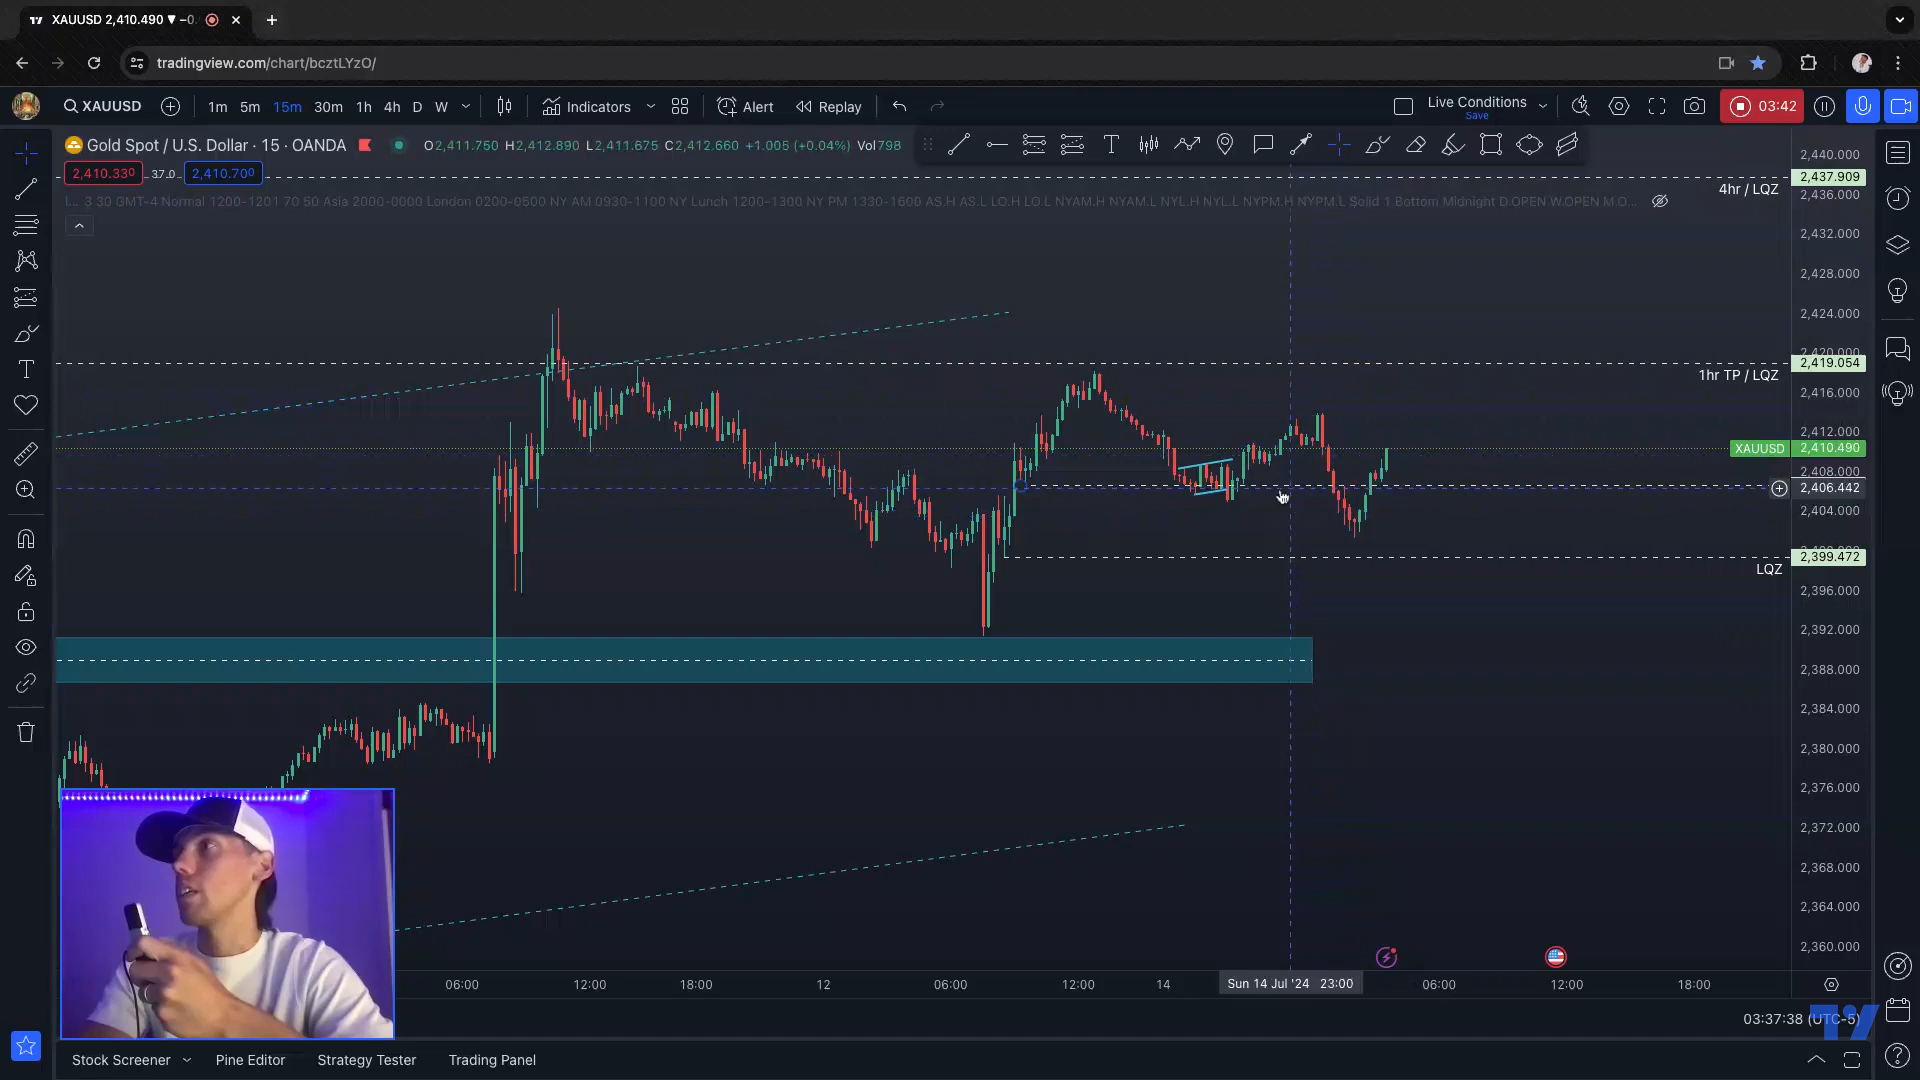 XAUUSD 2,410.490 ▼ −0.
tradingview.com/chart/bcztLYzO/
XAUUSD 1m 5m 15m 30m 1h 4h D W Indicators Alert Replay Live Conditions Save 03:42
Gold Spot / U.S. Dollar · 15 · OANDA O2,411.750 H2,412.890 L2,411.675 C2,412.660 +1.005 (+0.04%) Vol798
2,410.330 37.0 2,410.700
3 30 GMT-4 Normal 1200-1201 70 50 Asia 2000-0000 London 0200-0500 NY AM 0930-1100 NY Lunch 1200-1300 NY PM 1330-1600 AS.H AS.L LO.H LO.L NYAM.H NYAM.L NYL.H NYL.L NYPM.H NYPM.L Solid 1 Bottom Midnight D.OPEN W.OPEN M.O...
2,440.000
2,437.909
4hr / LQZ
2,436.000
2,432.000
2,428.000
2,424.000
2,420.000
2,419.054
1hr TP / LQZ
2,416.000
2,412.000
XAUUSD 2,410.490
2,408.000
2,406.442
2,404.000
2,399.472
LQZ
2,396.000
2,392.000
2,388.000
2,384.000
2,380.000
2,376.000
2,372.000
2,368.000
2,364.000
2,360.000
06:00 12:00 18:00 12 06:00 12:00 14 Sun 14 Jul '24 23:00 06:00 12:00 18:00
03:37:38 (UTC-5)
Stock Screener Pine Editor Strategy Tester Trading Panel